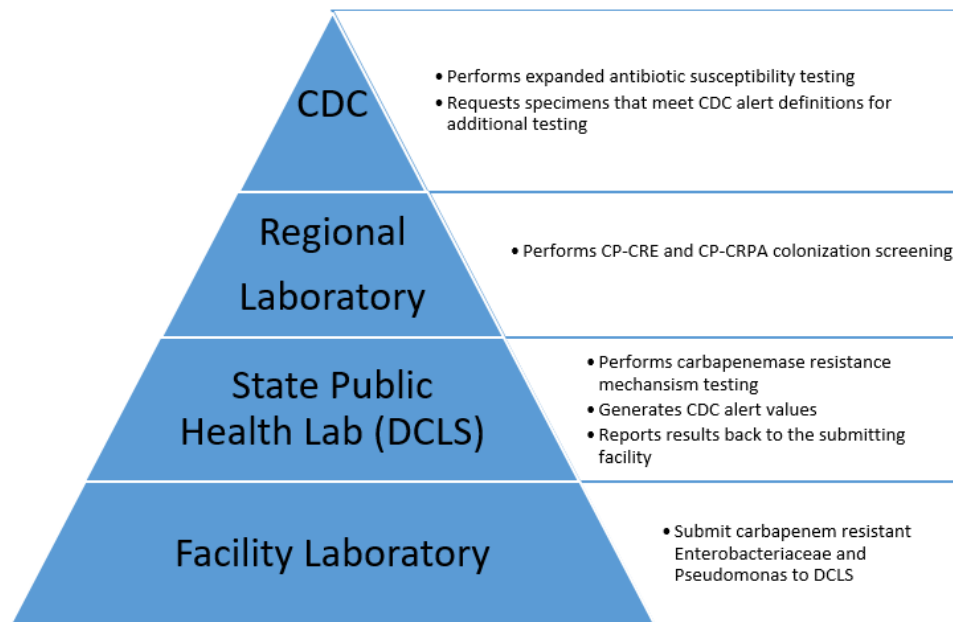 CDC
• Performs expanded antibiotic susceptibility testing
• Requests specimens that meet CDC alert definitions for
additional testing
Regional
Laboratory
• Performs CP-CRE and CP-CRPA colonization screening
State Public
Health Lab (DCLS)
• Performs carbapenemase resistance
mechansism testing
• Generates CDC alert values
• Reports results back to the submitting
facility
Facility Laboratory
• Submit carbapenem resistant
Enterobacteriaceae and
Pseudomonas to DCLS